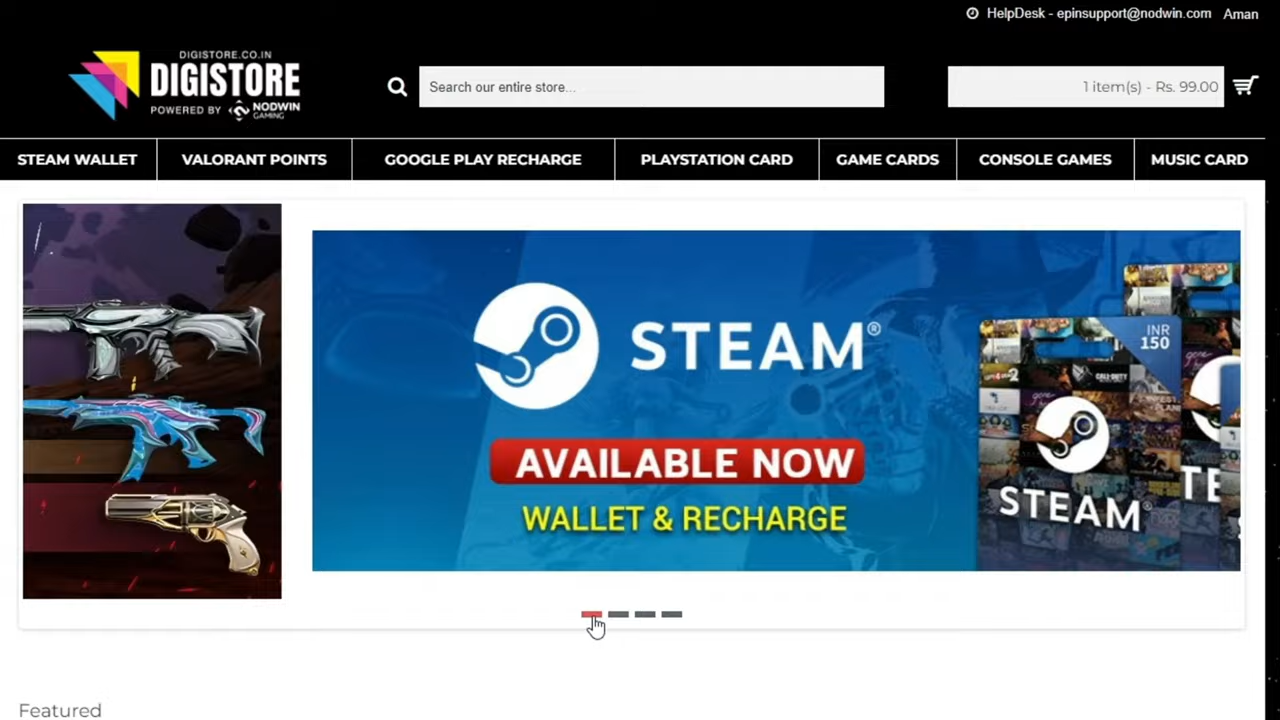 HelpDesk - epinsupport@nodwin.com Aman
DIGISTORE.CO.IN
DIGISTORE
POWERED BY NODWIN GAMING
Search our entire store...
1 item(s) - Rs. 99.00
STEAM WALLET VALORANT POINTS GOOGLE PLAY RECHARGE PLAYSTATION CARD GAME CARDS CONSOLE GAMES MUSIC CARD
STEAM®
AVAILABLE NOW
WALLET & RECHARGE
INR
150
STEAM
Featured